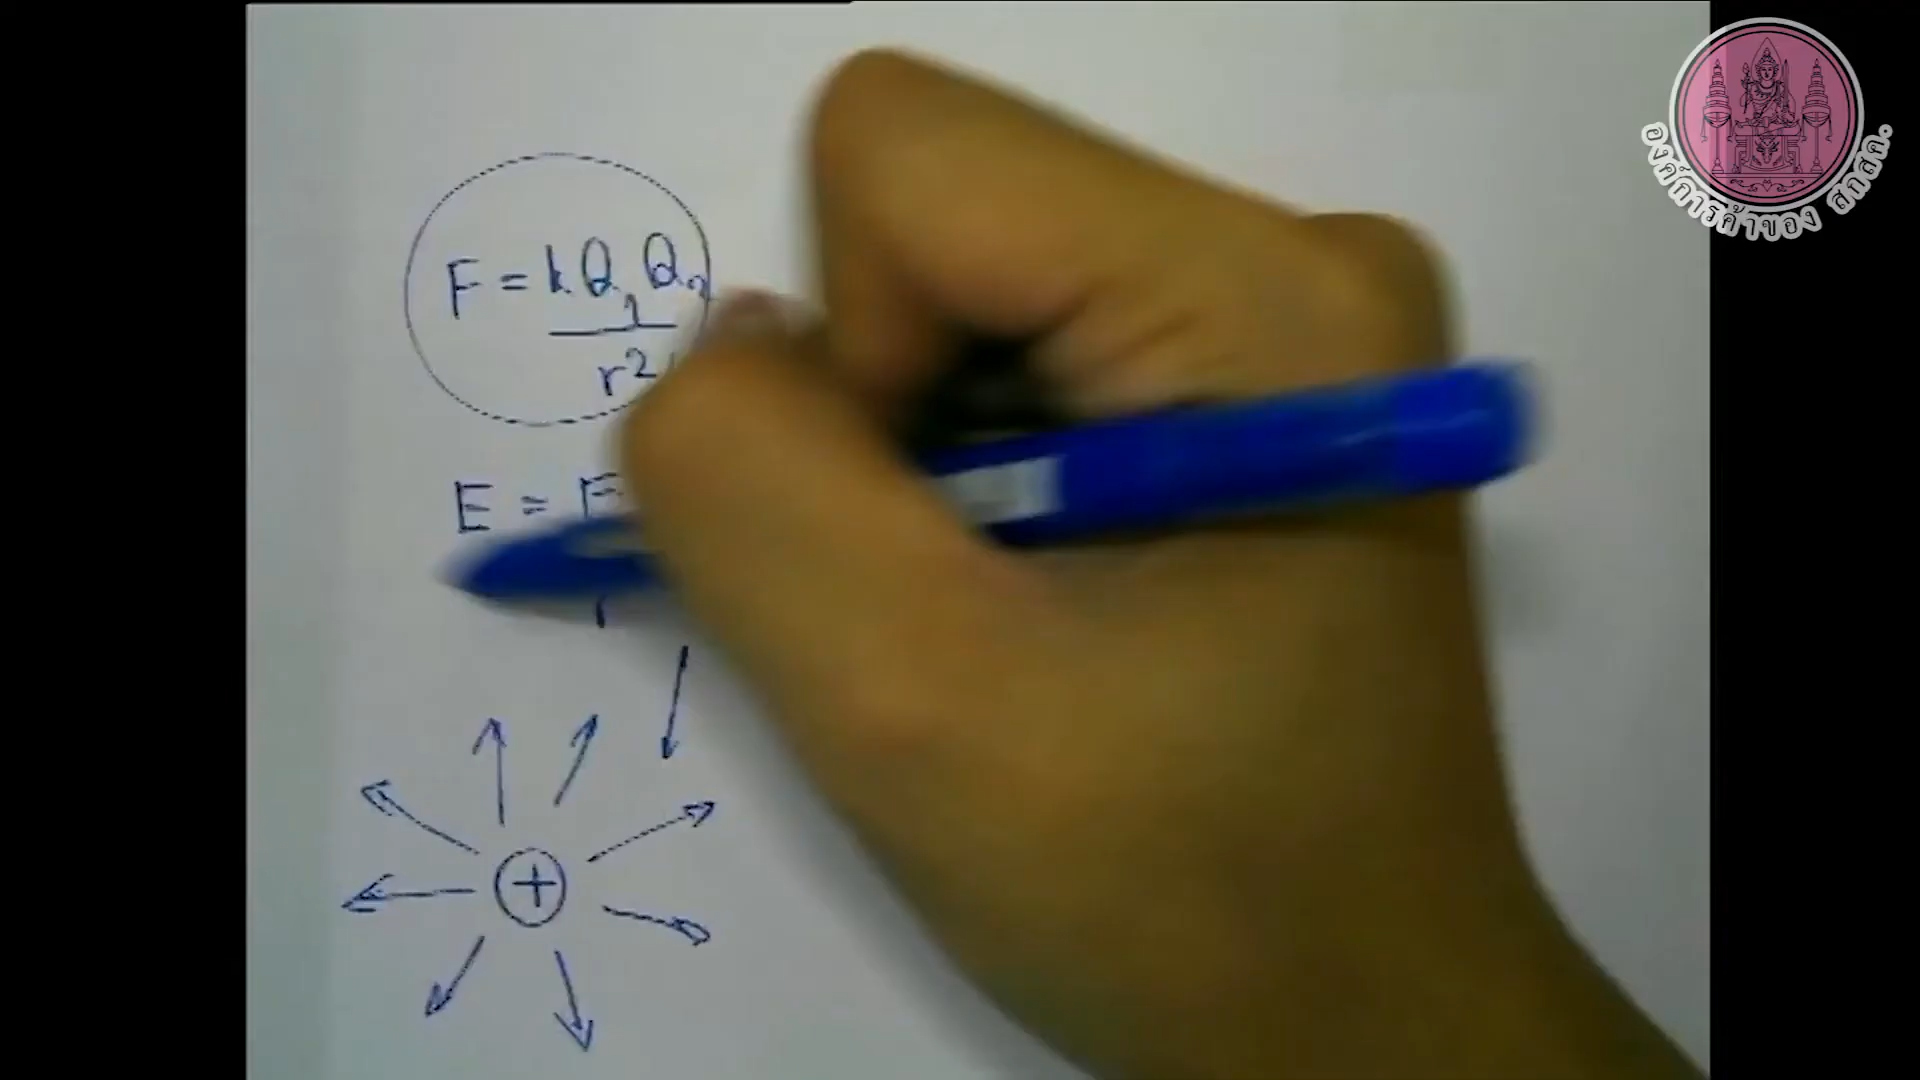 องค์การค้าของ สกสค.
F = kQ₁Q₂
r²
E = F